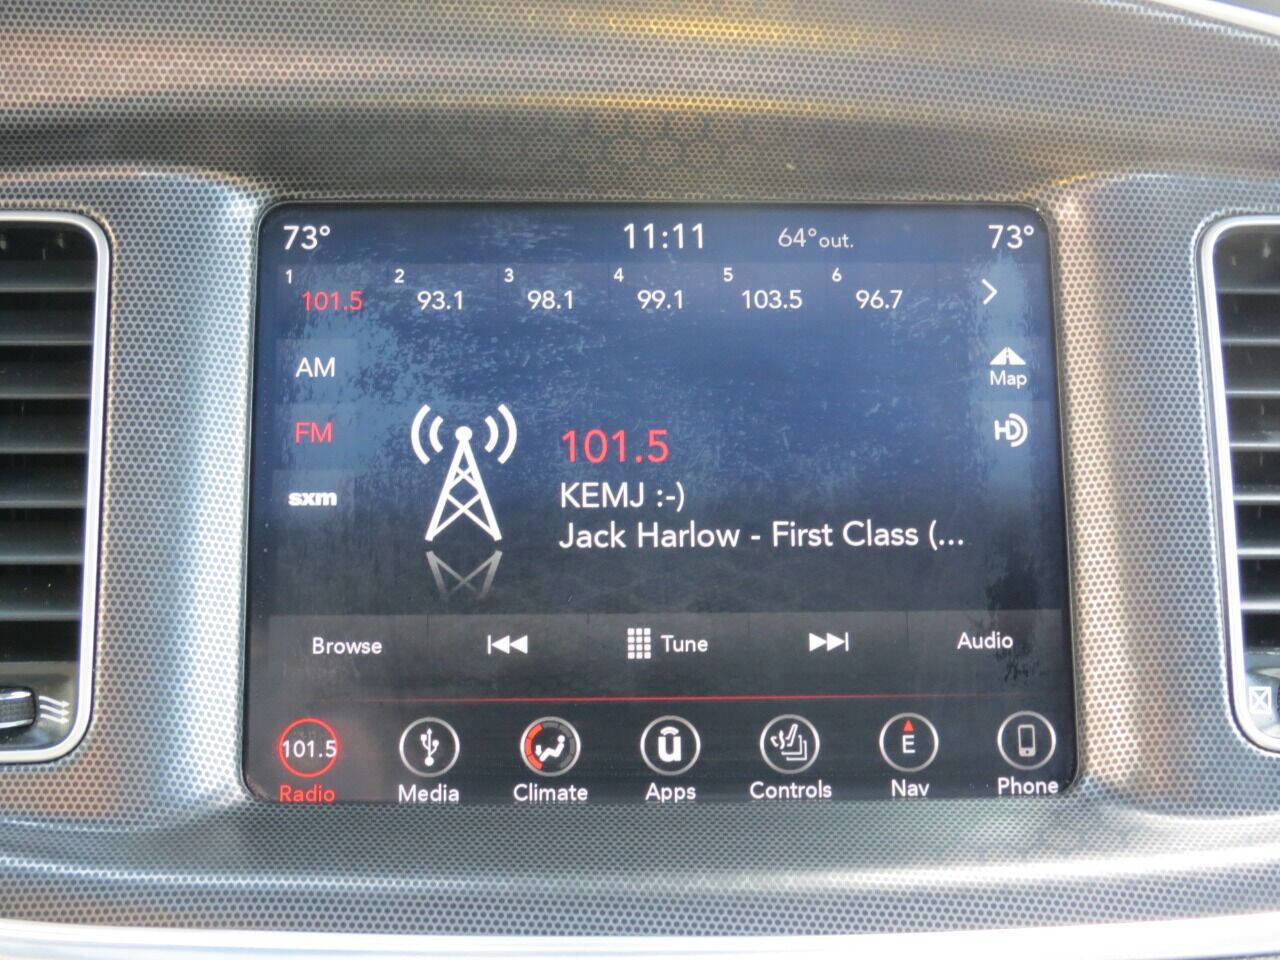 73° 11:11 64°out. 73°
1 2 3 4 5 6
101.5 93.1 98.1 99.1 103.5 96.7
AM
Map
FM
HD
101.5
sxm
KEMJ :-)
Jack Harlow - First Class (...
Browse Tune Audio
101.5 ū E
Radio Media Climate Apps Controls Nav Phone